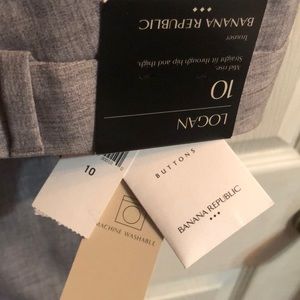 LOGAN
10
Straight fit through hip and thigh.
Mid rise.
Trouser
BANANA REPUBLIC
10
BUTTONS
BANANA REPUBLIC
MACHINE WASHABLE